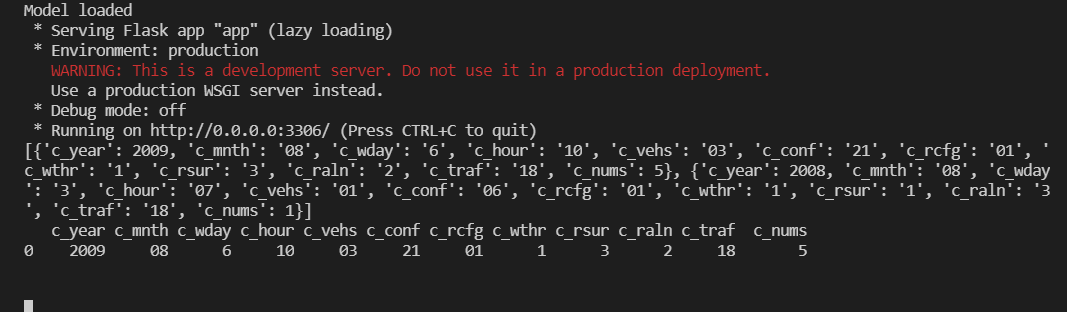 Model loaded
 * Serving Flask app "app" (lazy loading)
 * Environment: production
   WARNING: This is a development server. Do not use it in a production deployment.
   Use a production WSGI server instead.
 * Debug mode: off
 * Running on http://0.0.0.0:3306/ (Press CTRL+C to quit)
[{'c_year': 2009, 'c_mnth': '08', 'c_wday': '6', 'c_hour': '10', 'c_vehs': '03', 'c_conf': '21', 'c_rcfg': '01', '
c_wthr': '1', 'c_rsur': '3', 'c_raln': '2', 'c_traf': '18', 'c_nums': 5}, {'c_year': 2008, 'c_mnth': '08', 'c_wday
': '3', 'c_hour': '07', 'c_vehs': '01', 'c_conf': '06', 'c_rcfg': '01', 'c_wthr': '1', 'c_rsur': '1', 'c_raln': '3
', 'c_traf': '18', 'c_nums': 1}]
   c_year c_mnth c_wday c_hour c_vehs c_conf c_rcfg c_wthr c_rsur c_raln c_traf  c_nums
0    2009     08      6     10     03     21     01      1      3      2     18       5